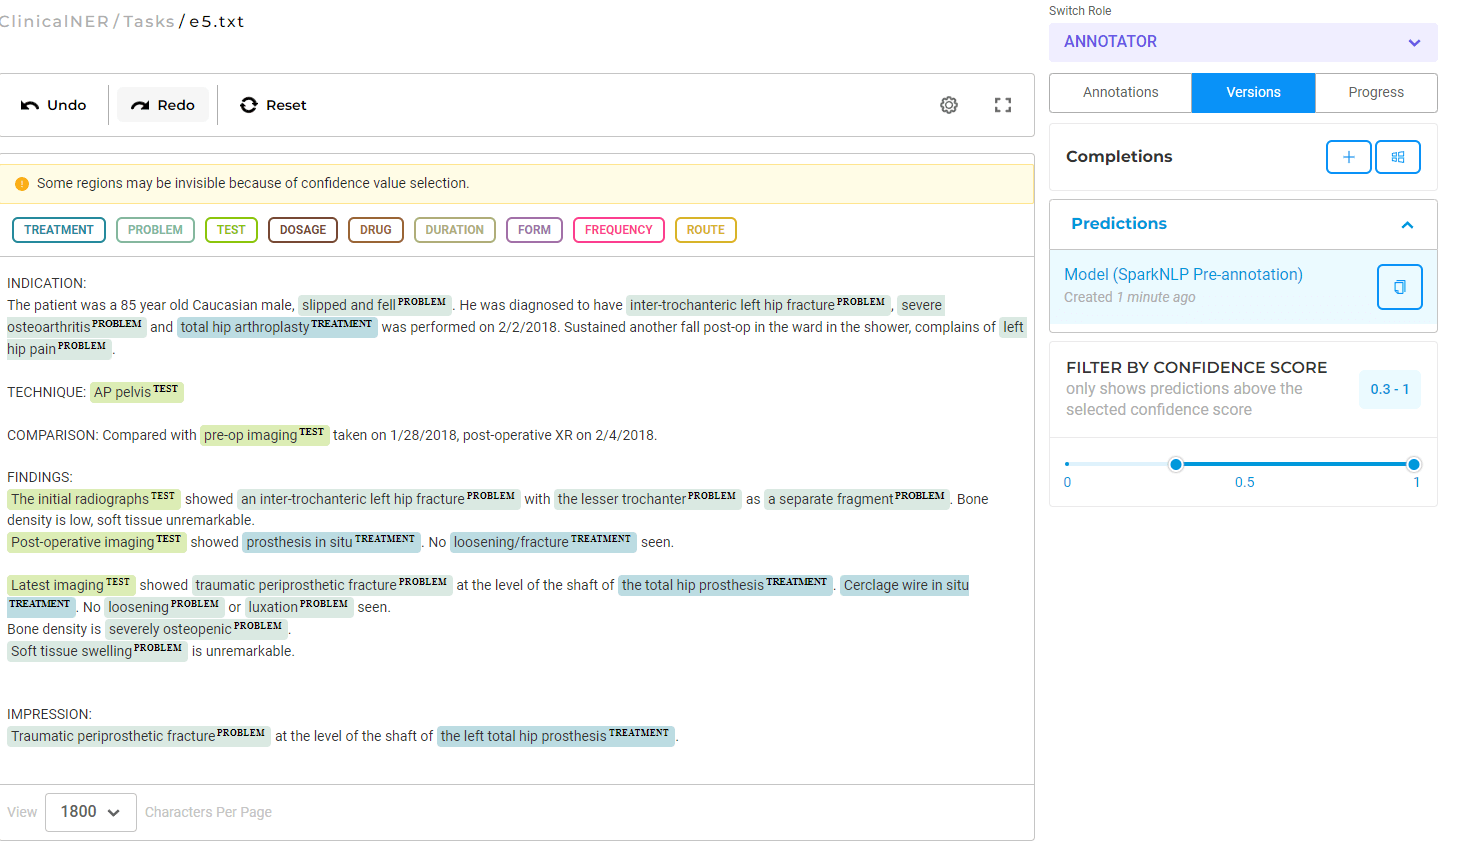 ClinicalNER / Tasks / e5.txt
Undo Redo Reset
Some regions may be invisible because of confidence value selection.
TREATMENT PROBLEM TEST DOSAGE DRUG DURATION FORM FREQUENCY ROUTE
INDICATION:
The patient was a 85 year old Caucasian male, slipped and fell PROBLEM . He was diagnosed to have inter-trochanteric left hip fracture PROBLEM , severe
osteoarthritis PROBLEM and total hip arthroplasty TREATMENT was performed on 2/2/2018. Sustained another fall post-op in the ward in the shower, complains of left
hip pain PROBLEM .
TECHNIQUE: AP pelvis TEST
COMPARISON: Compared with pre-op imaging TEST taken on 1/28/2018, post-operative XR on 2/4/2018.
FINDINGS:
The initial radiographs TEST showed an inter-trochanteric left hip fracture PROBLEM with the lesser trochanter PROBLEM as a separate fragment PROBLEM . Bone
density is low, soft tissue unremarkable.
Post-operative imaging TEST showed prosthesis in situ TREATMENT . No loosening/fracture TREATMENT seen.
Latest imaging TEST showed traumatic periprosthetic fracture PROBLEM at the level of the shaft of the total hip prosthesis TREATMENT . Cerclage wire in situ
TREATMENT . No loosening PROBLEM or luxation PROBLEM seen.
Bone density is severely osteopenic PROBLEM .
Soft tissue swelling PROBLEM is unremarkable.
IMPRESSION:
Traumatic periprosthetic fracture PROBLEM at the level of the shaft of the left total hip prosthesis TREATMENT .
View 1800 Characters Per Page
Switch Role
ANNOTATOR
Annotations Versions Progress
Completions
Predictions
Model (SparkNLP Pre-annotation)
Created 1 minute ago
FILTER BY CONFIDENCE SCORE
only shows predictions above the
selected confidence score
0.3 - 1
0 0.5 1